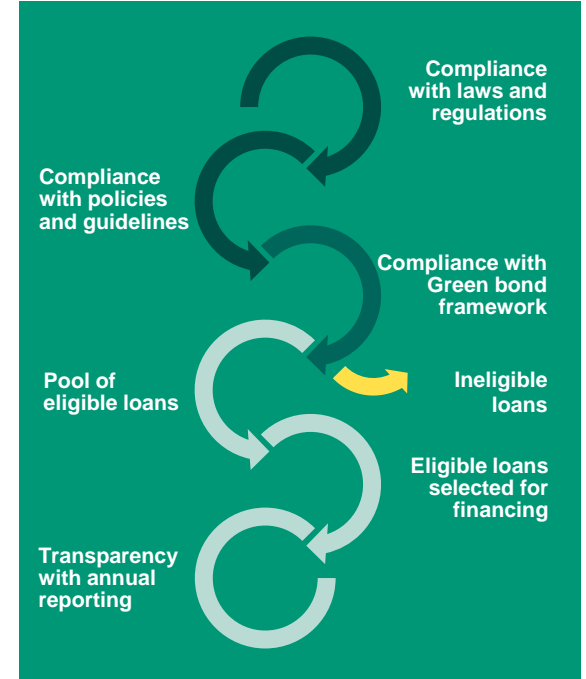 Compliance
with laws and
regulations
Compliance
with policies
and guidelines
Compliance with
Green bond
framework
Pool of
eligible loans
Ineligible
loans
Eligible loans
selected for
financing
Transparency
with annual
reporting